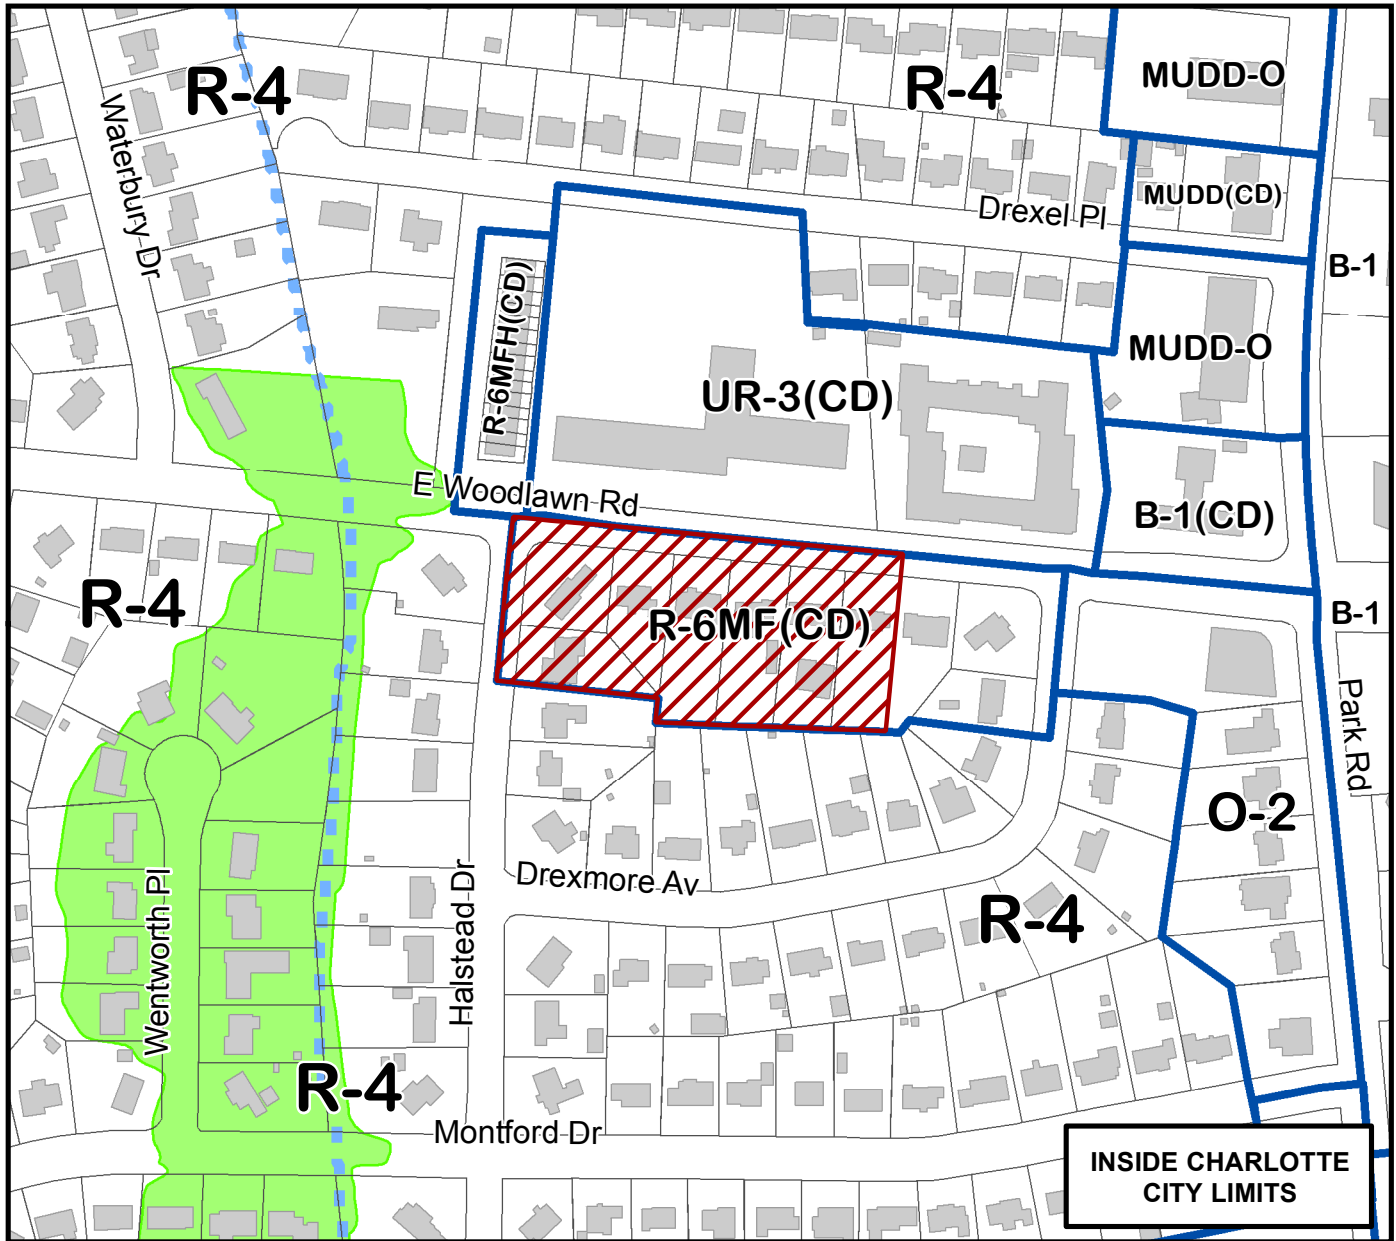 R-4
R-4
MUDD-O
Waterbury Dr
MUDD(CD)
Drexel Pl
B-1
R-6MFH(CD)
MUDD-O
UR-3(CD)
E Woodlawn Rd
B-1(CD)
R-4
R-6MF(CD)
B-1
Park Rd
O-2
Drexmore Av
Wentworth Pl
Halstead Dr
R-4
R-4
Montford Dr
INSIDE CHARLOTTE
CITY LIMITS